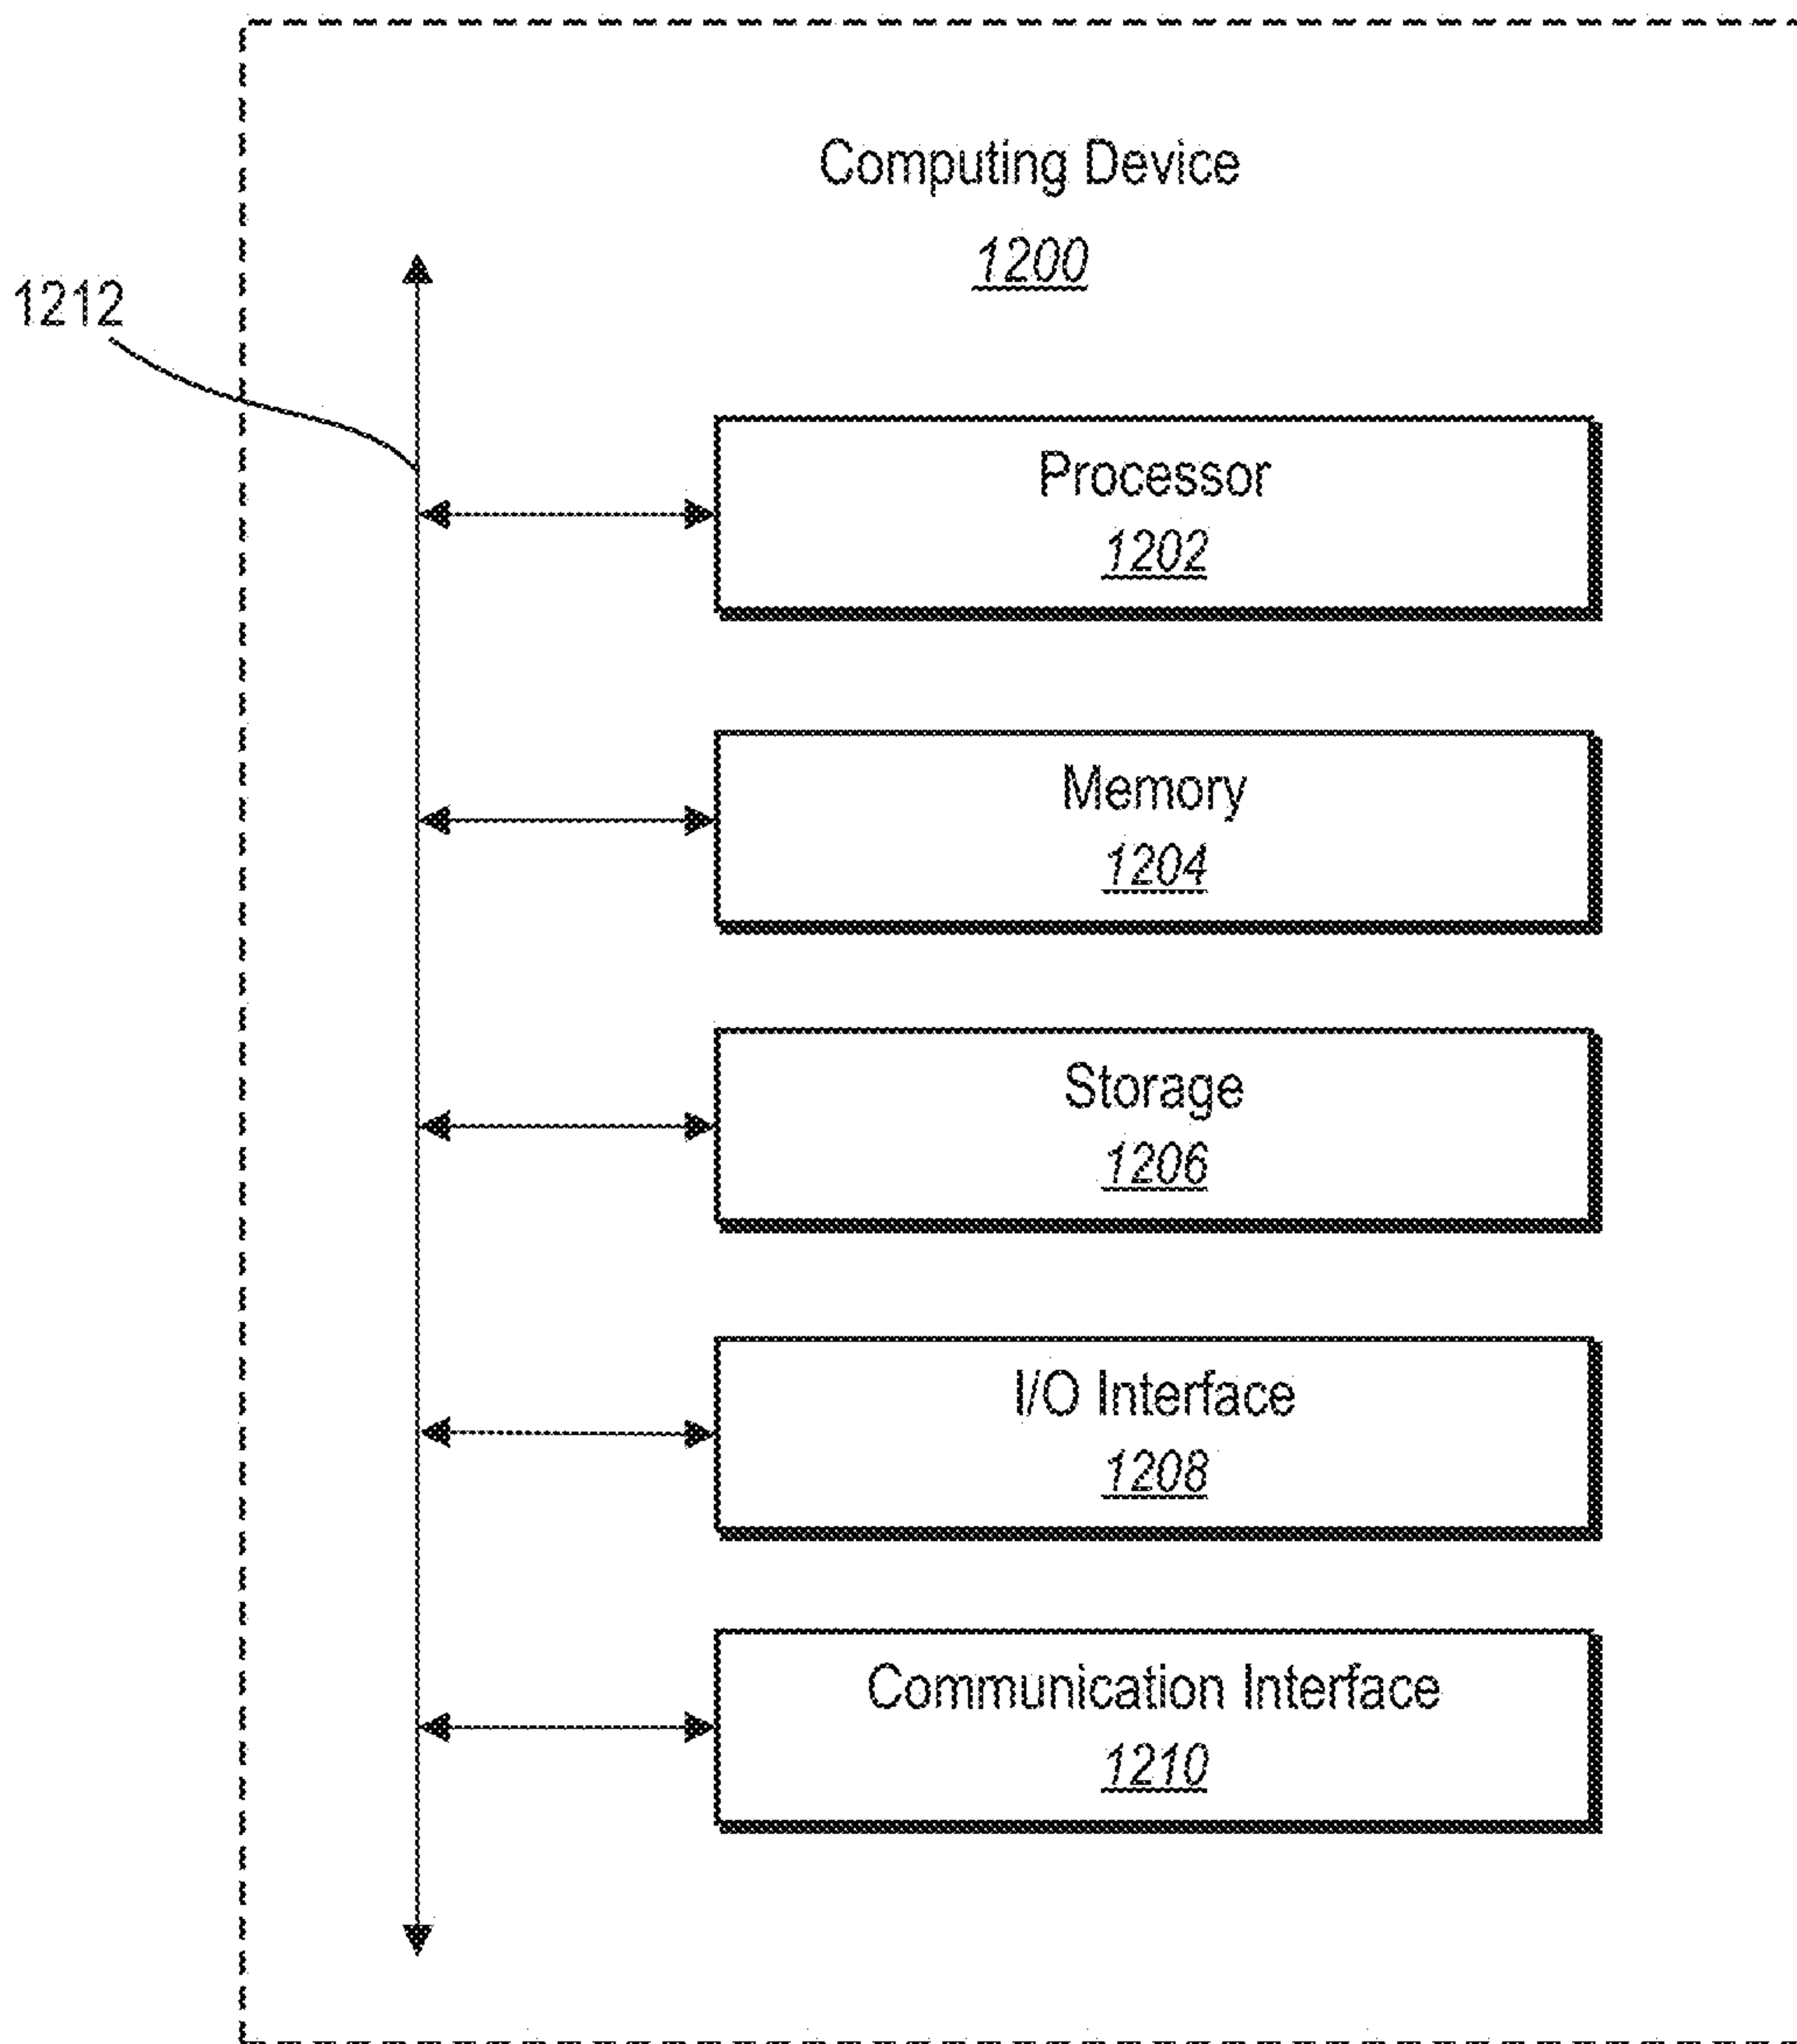 Computing Device
1200
1212
Processor
1202
Memory
1204
Storage
1206
I/O Interface
1208
Communication Interface
1210